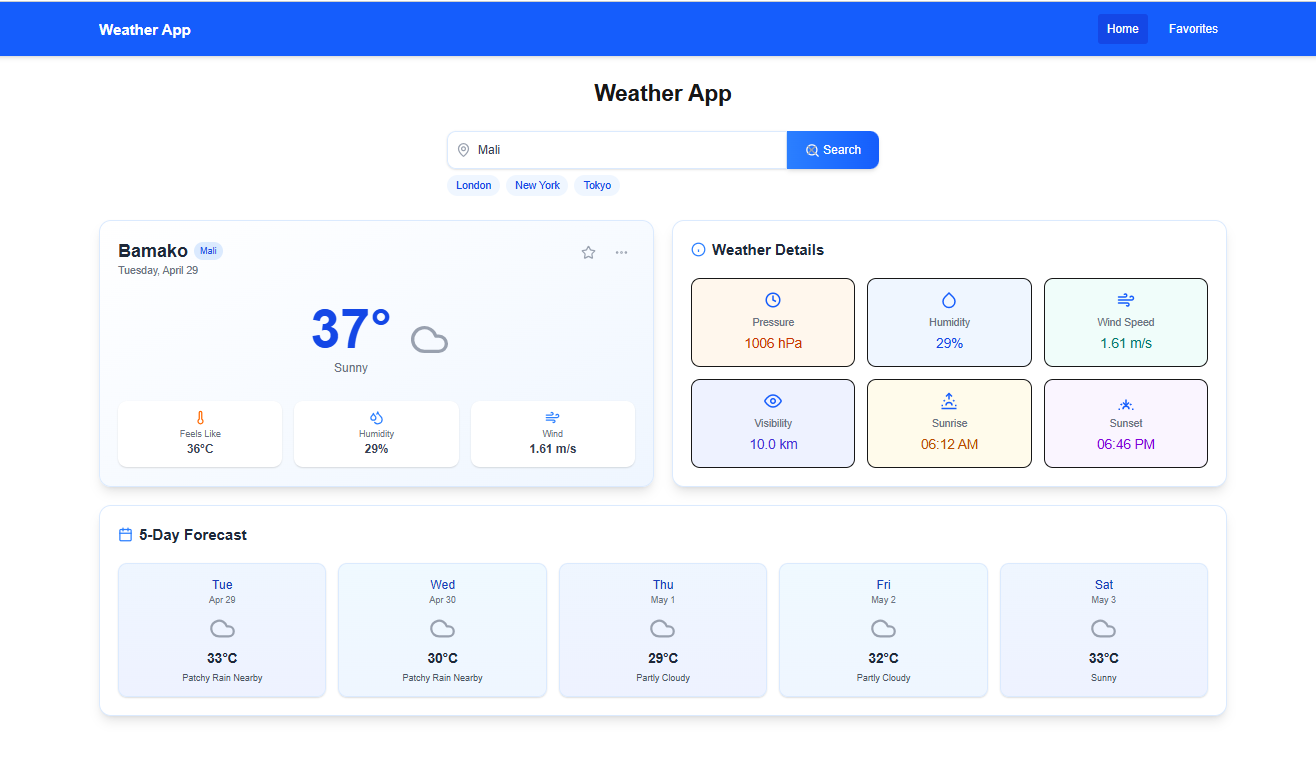 Weather App
Home
Favorites
Weather App
Mali
Search
London
New York
Tokyo
Bamako
Mali
Tuesday, April 29
37°
Sunny
Feels Like
36°C
Humidity
29%
Wind
1.61 m/s
Weather Details
Pressure
1006 hPa
Humidity
29%
Wind Speed
1.61 m/s
Visibility
10.0 km
Sunrise
06:12 AM
Sunset
06:46 PM
5-Day Forecast
Tue
Apr 29
33°C
Patchy Rain Nearby
Wed
Apr 30
30°C
Patchy Rain Nearby
Thu
May 1
29°C
Partly Cloudy
Fri
May 2
32°C
Partly Cloudy
Sat
May 3
33°C
Sunny